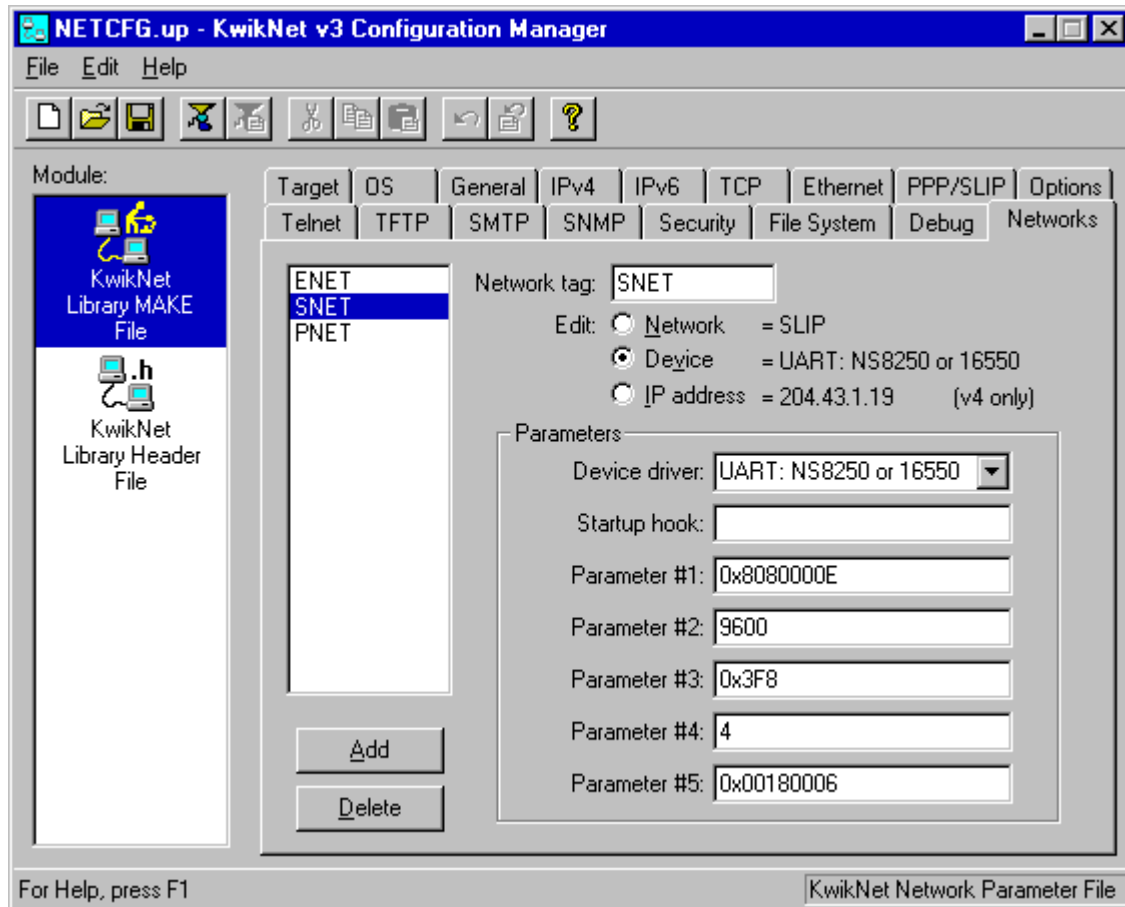 NETCFG.up - KwikNet v3 Configuration Manager
File Edit Help
Module:
KwikNet
Library MAKE
File
.h
KwikNet
Library Header
File
Target OS General IPv4 IPv6 TCP Ethernet PPP/SLIP Options
Telnet TFTP SMTP SNMP Security File System Debug Networks
ENET
SNET
PNET
Add
Delete
Network tag: SNET
Edit: Network = SLIP
Device = UART: NS8250 or 16550
IP address = 204.43.1.19 (v4 only)
Parameters
Device driver: UART: NS8250 or 16550
Startup hook:
Parameter #1: 0x8080000E
Parameter #2: 9600
Parameter #3: 0x3F8
Parameter #4: 4
Parameter #5: 0x00180006
For Help, press F1
KwikNet Network Parameter File